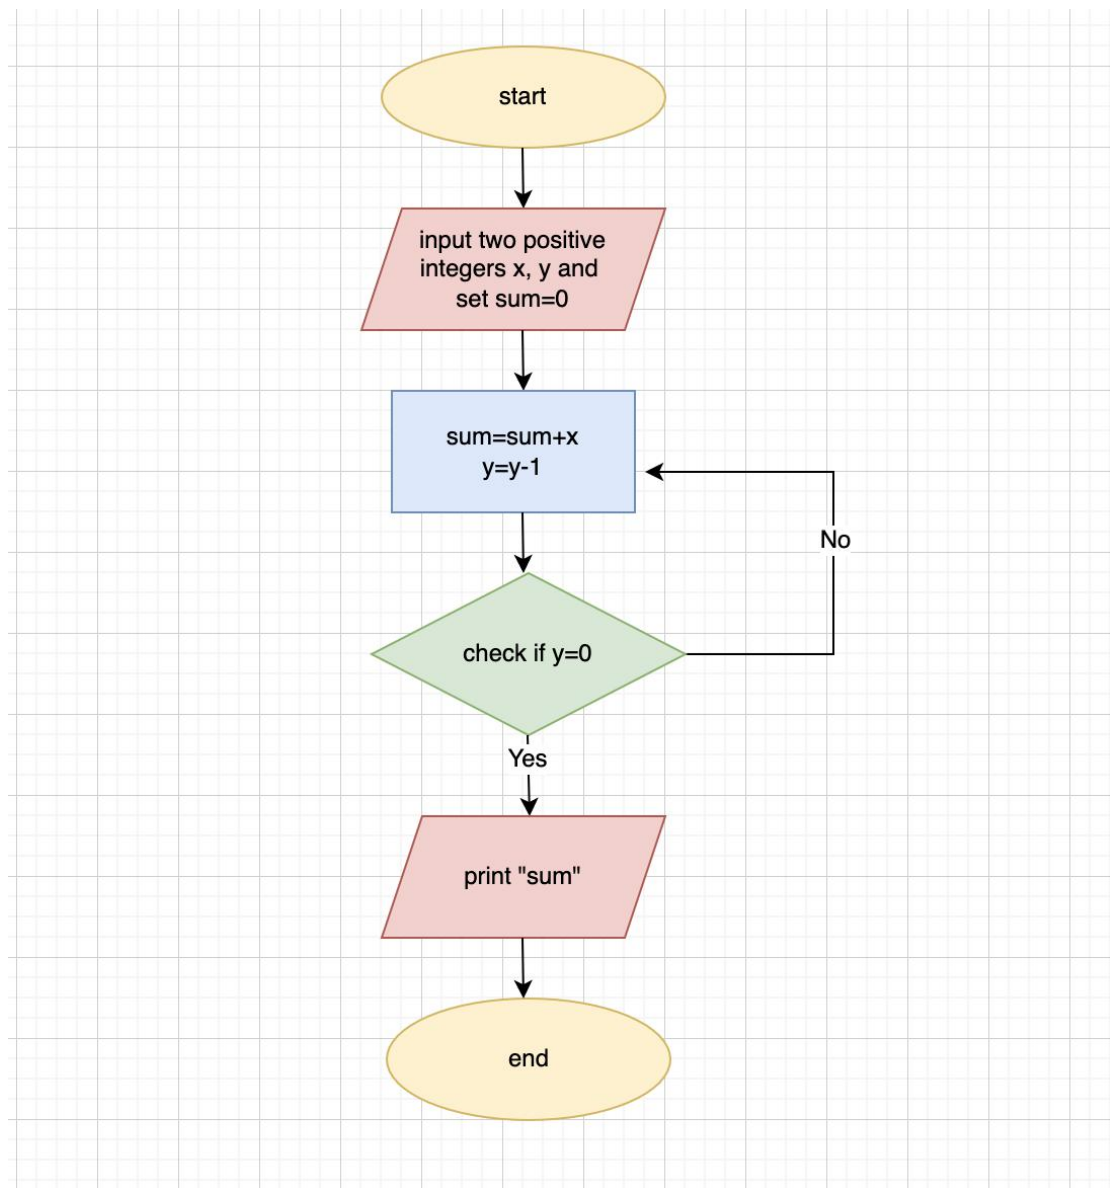 start
input two positive
integers x, y and
set sum=0
sum=sum+x
y=y-1
No
check if y=0
Yes
print "sum"
end